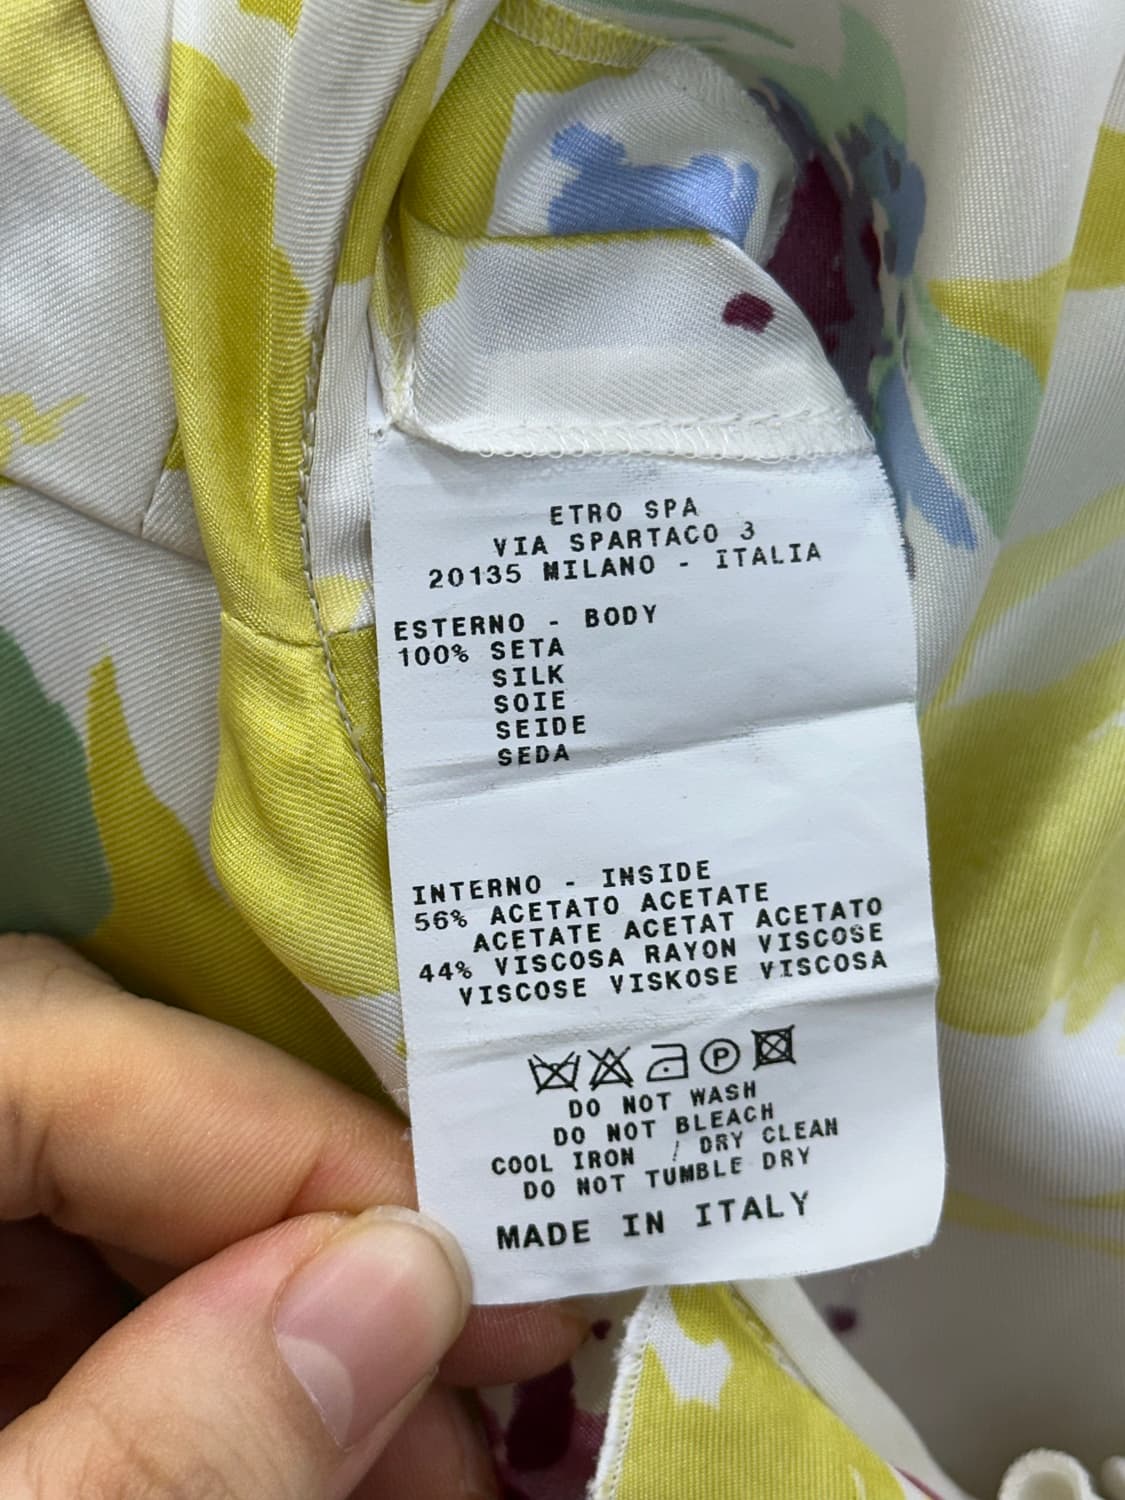 ETRO SPA
VIA SPARTACO 3
20135 MILANO - ITALIA
ESTERNO - BODY
100% SETA
SILK
SOIE
SEIDE
SEDA
INTERNO - INSIDE
56% ACETATO ACETATE
ACETATE ACETAT ACETATO
44% VISCOSA RAYON VISCOSE
VISCOSE VISKOSE VISCOSA
P
DO NOT WASH
DO NOT BLEACH
COOL IRON / DRY CLEAN
DO NOT TUMBLE DRY
MADE IN ITALY